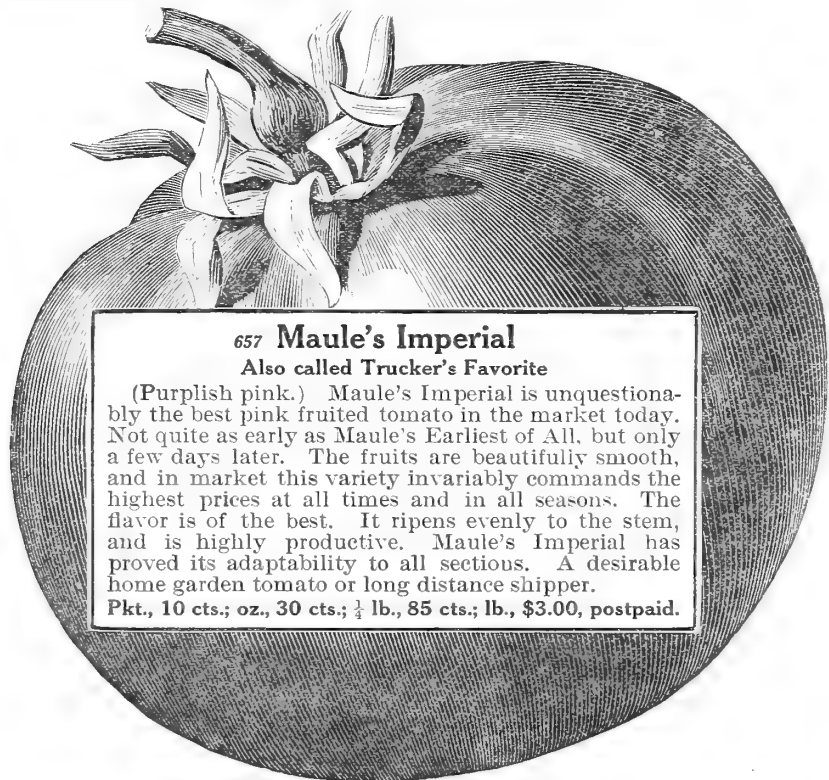 657 Maule's Imperial
Also called Trucker's Favorite
(Purplish pink.) Maule's Imperial is unquestiona-
bly the best pink fruited tomato in the market today.
Not quite as early as Maule's Earliest of All, but only
a few days later. The fruits are beautifully smooth,
and in market this variety invariably commands the
highest prices at all times and in all seasons. The
flavor is of the best. It ripens evenly to the stem,
and is highly productive. Maule's Imperial has
proved its adaptability to all sections. A desirable
home garden tomato or long distance shipper.
Pkt., 10 cts.; oz., 30 cts.; ¼ lb., 85 cts.; lb., $3.00, postpaid.